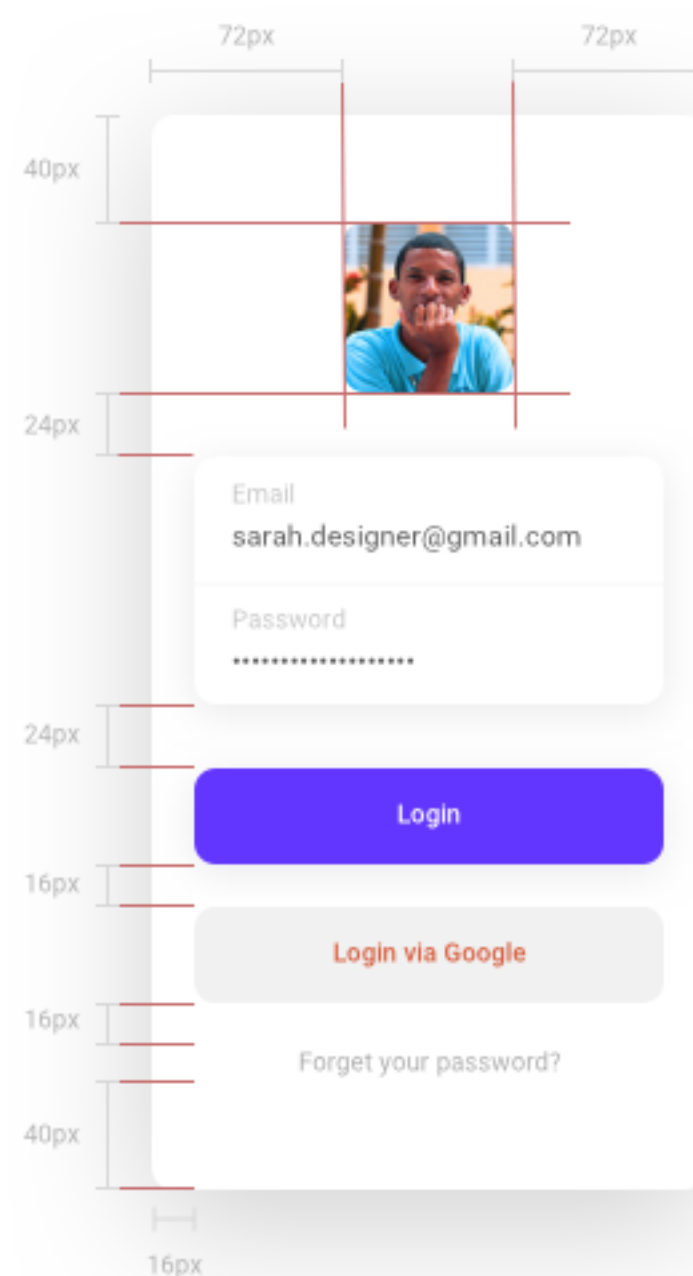 72px 72px
40px
24px
Email
sarah.designer@gmail.com
Password
•••••••••••••••••••
24px
Login
16px
Login via Google
16px
Forget your password?
40px
16px